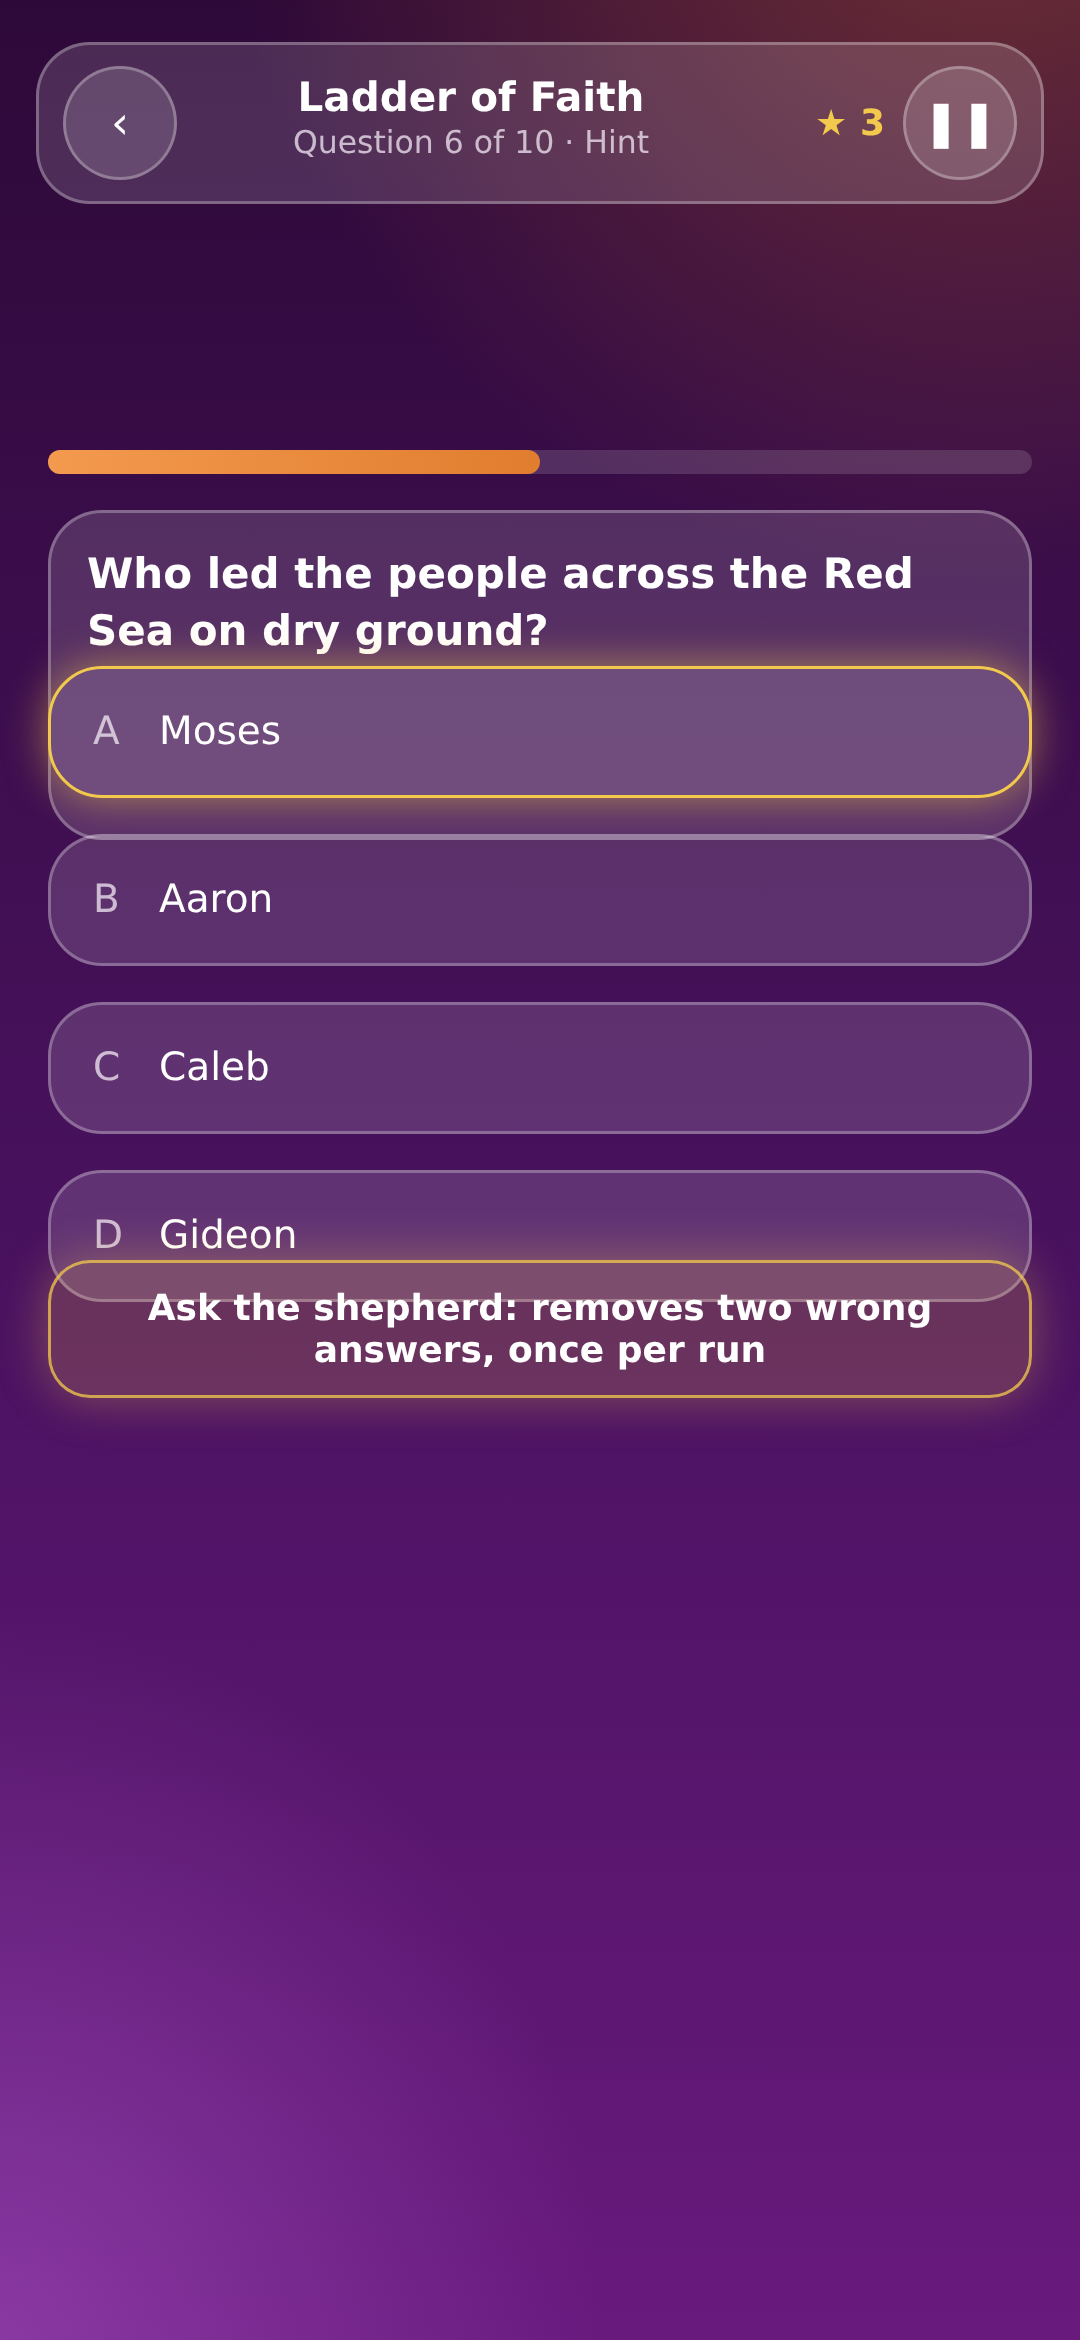 Ladder of Faith
Question 6 of 10 · Hint
★ 3
Who led the people across the Red
Sea on dry ground?
A Moses
B Aaron
C Caleb
D Gideon
Ask the shepherd: removes two wrong
answers, once per run